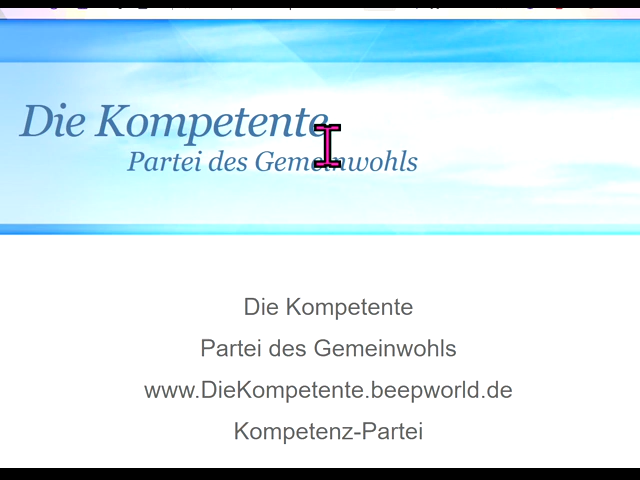 Die Kompetente
Partei des Gemeinwohls
Die Kompetente
Partei des Gemeinwohls
www.DieKompetente.beepworld.de
Kompetenz-Partei